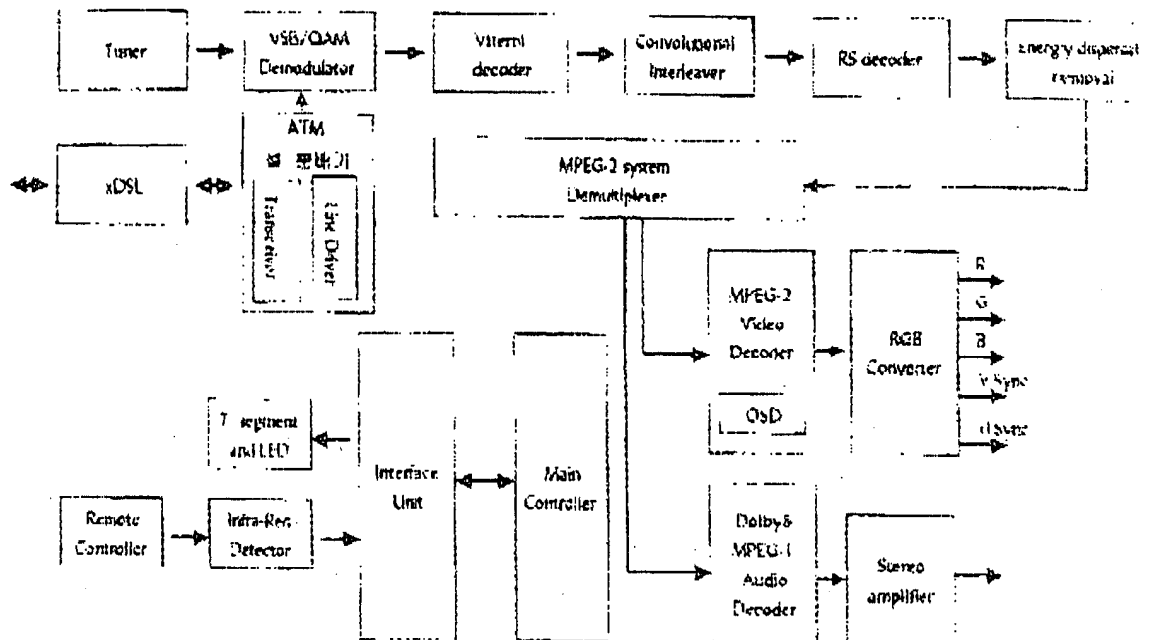 Tuner
VSB/QAM
Demodulator
Viterbi
decoder
Convolutional
Interleaver
RS decoder
Energy dispersal
removal
xDSL
ATM
Transceiver
Line Driver
MPEG-2 system
Demultiplexer
MPEG-2
Video
Decoder
OSD
RGB
Converter
R
G
B
V Sync
H Sync
7 segment
and LED
Interface
Unit
Main
Controller
Remote
Controller
Infra-Red
Detector
Dolby&
MPEG-1
Audio
Decoder
Stereo
amplifier